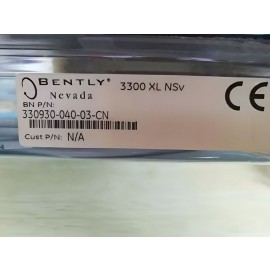 BENTLY®
Nevada
3300 XL NSv
BN P/N:
330930-040-03-CN
Cust P/N: N/A
CE